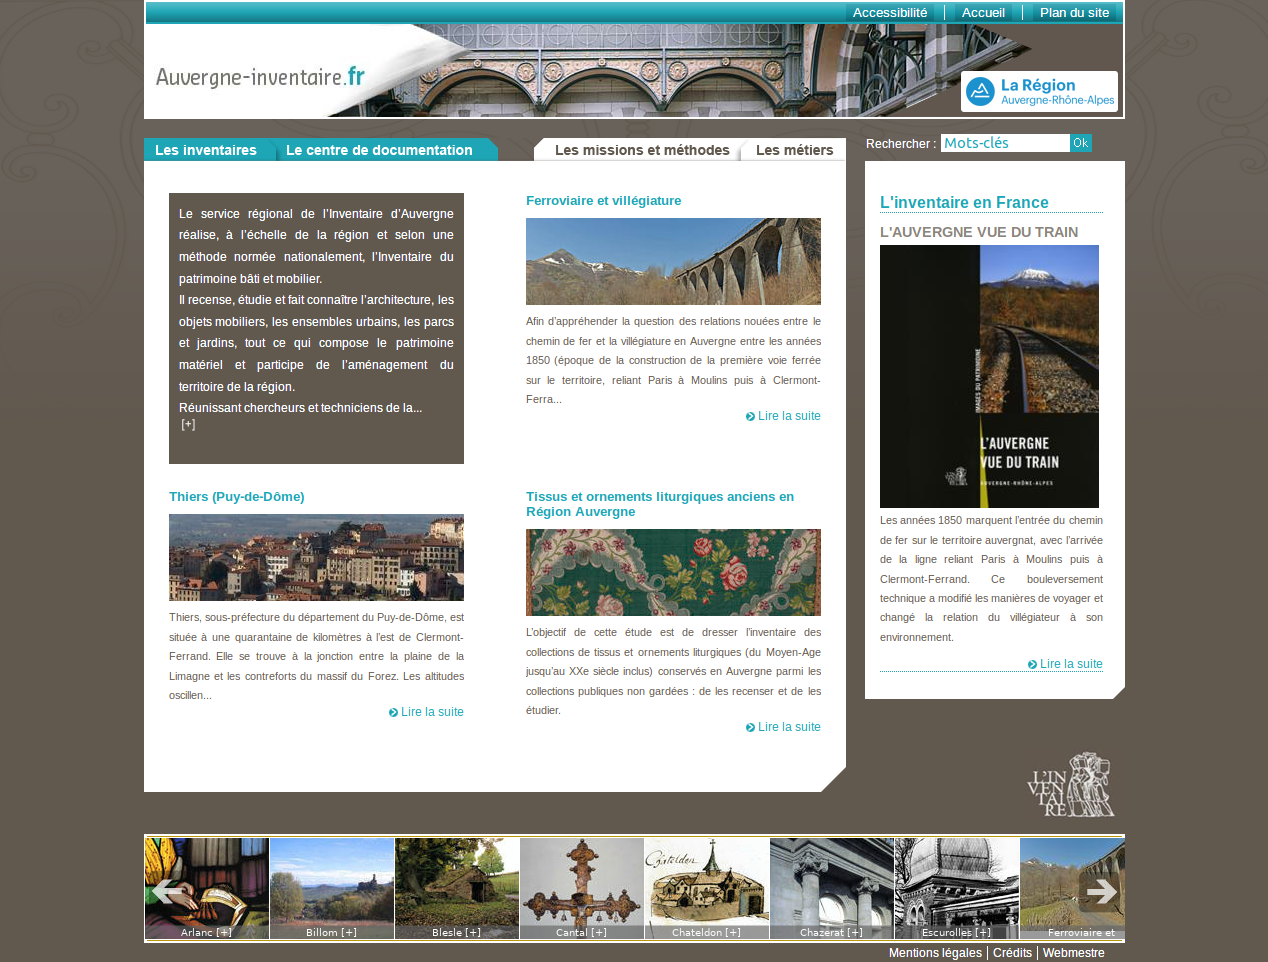 Accessibilité
Accueil
Plan du site
Auvergne-inventaire.fr
La Région
Auvergne-Rhône-Alpes
Les inventaires
Le centre de documentation
Les missions et méthodes
Les métiers
Rechercher :
Mots-clés
Ok
Le service régional de l’Inventaire d’Auvergne
réalise, à l’échelle de la région et selon une
méthode normée nationalement, l’Inventaire du
patrimoine bâti et mobilier.
Il recense, étudie et fait connaître l’architecture, les
objets mobiliers, les ensembles urbains, les parcs
et jardins, tout ce qui compose le patrimoine
matériel et participe de l’aménagement du
territoire de la région.
Réunissant chercheurs et techniciens de la...
[+]
Ferroviaire et villégiature
Afin d’appréhender la question des relations nouées entre le
chemin de fer et la villégiature en Auvergne entre les années
1850 (époque de la construction de la première voie ferrée
sur le territoire, reliant Paris à Moulins puis à Clermont-
Ferra...
Lire la suite
Thiers (Puy-de-Dôme)
Thiers, sous-préfecture du département du Puy-de-Dôme, est
située à une quarantaine de kilomètres à l’est de Clermont-
Ferrand. Elle se trouve à la jonction entre la plaine de la
Limagne et les contreforts du massif du Forez. Les altitudes
oscillen...
Lire la suite
Tissus et ornements liturgiques anciens en
Région Auvergne
L’objectif de cette étude est de dresser l’inventaire des
collections de tissus et ornements liturgiques (du Moyen-Age
jusqu’au XXe siècle inclus) conservés en Auvergne parmi les
collections publiques non gardées : de les recenser et de les
étudier.
Lire la suite
L'inventaire en France
L'AUVERGNE VUE DU TRAIN
IMAGES DU PATRIMOINE
L'AUVERGNE
VUE DU TRAIN
AUVERGNE-RHÔNE-ALPES
Les années 1850 marquent l’entrée du chemin
de fer sur le territoire auvergnat, avec l’arrivée
de la ligne reliant Paris à Moulins puis à
Clermont-Ferrand. Ce bouleversement
technique a modifié les manières de voyager et
changé la relation du villégiateur à son
environnement.
Lire la suite
L'IN
VEN
TAI
RE
Chateldon
Arlanc [+]
Billom [+]
Blesle [+]
Cantal [+]
Chateldon [+]
Chazerat [+]
Escurolles [+]
Ferroviaire et
Mentions légales
Crédits
Webmestre